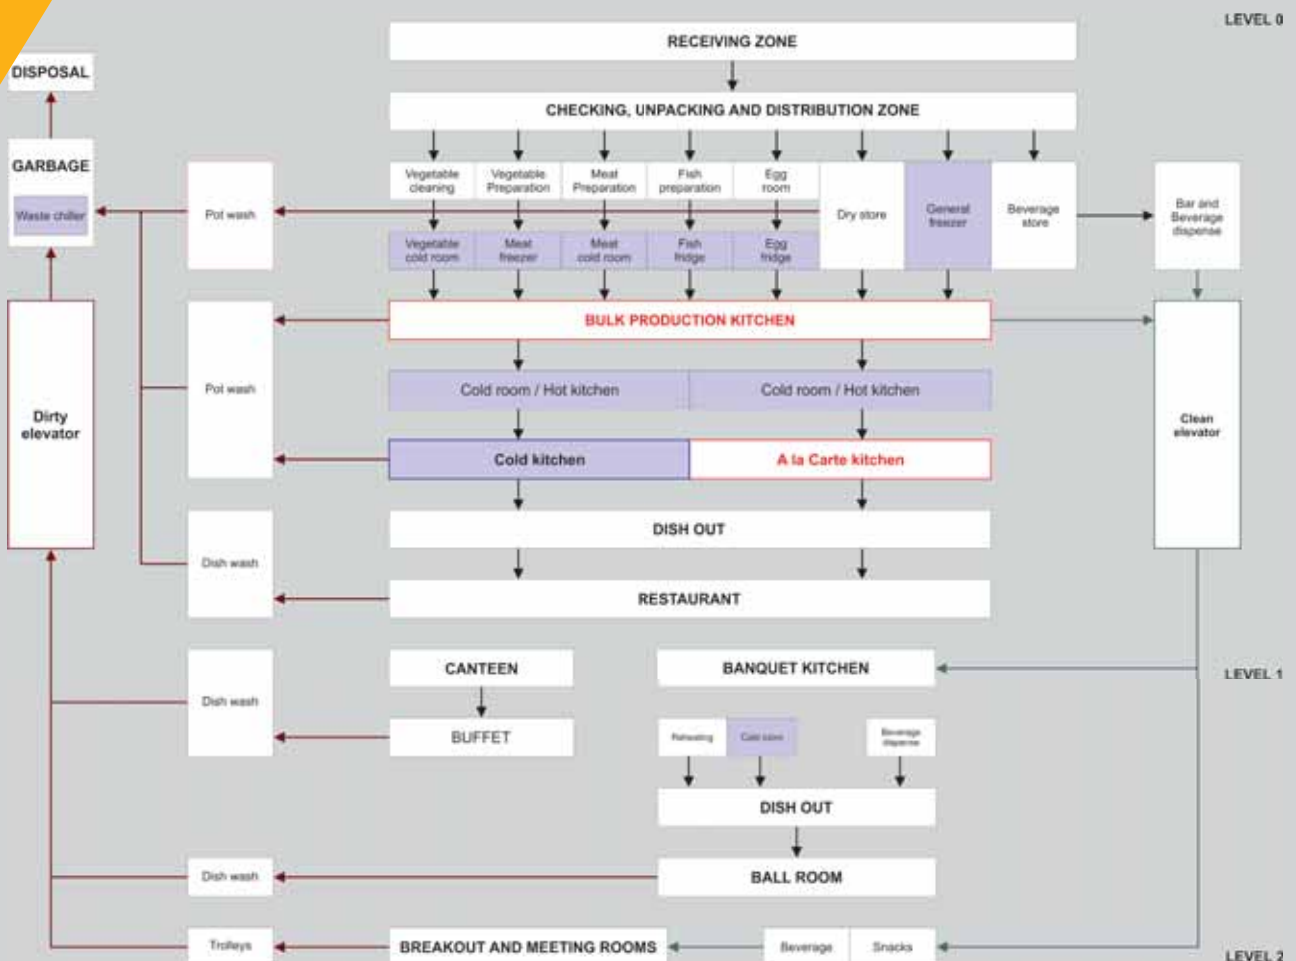 LEVEL 0
RECEIVING ZONE
DISPOSAL
CHECKING, UNPACKING AND DISTRIBUTION ZONE
GARBAGE
Waste chiller
Pot wash
Vegetable
cleaning
Vegetable
Preparation
Meat
Preparation
Fish
preparation
Egg
room
Dry store
General
freezer
Beverage
store
Bar and
Beverage
dispense
Vegetable
cold room
Meat
freezer
Meat
cold room
Fish
fridge
Egg
fridge
BULK PRODUCTION KITCHEN
Pot wash
Cold room / Hot kitchen
Cold room / Hot kitchen
Dirty
elevator
Clean
elevator
Cold kitchen
A la Carte kitchen
DISH OUT
Dish wash
RESTAURANT
CANTEEN
BANQUET KITCHEN
LEVEL 1
Dish wash
BUFFET
Reheating
Cold store
Beverage
dispense
DISH OUT
Dish wash
BALL ROOM
Trolleys
BREAKOUT AND MEETING ROOMS
Beverage
Snacks
LEVEL 2